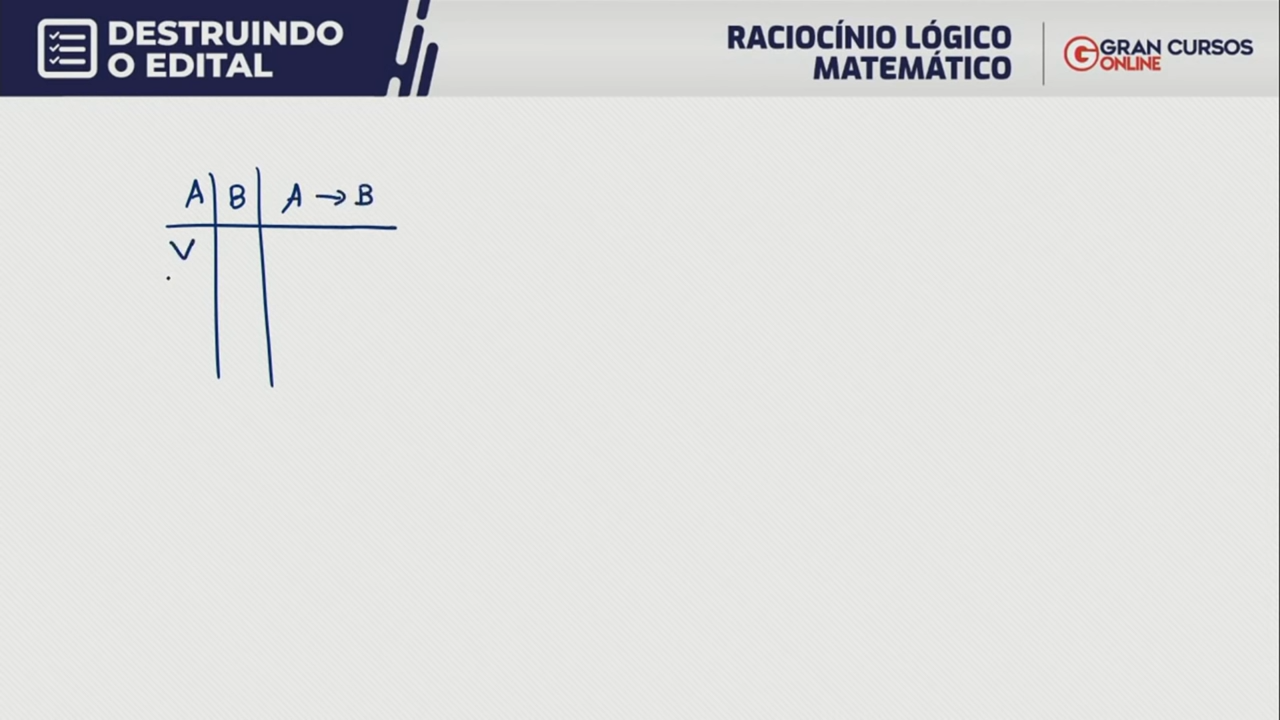 DESTRUINDO
O EDITAL
RACIOCÍNIO LÓGICO
MATEMÁTICO
GRAN CURSOS
ONLINE
A B A → B
V